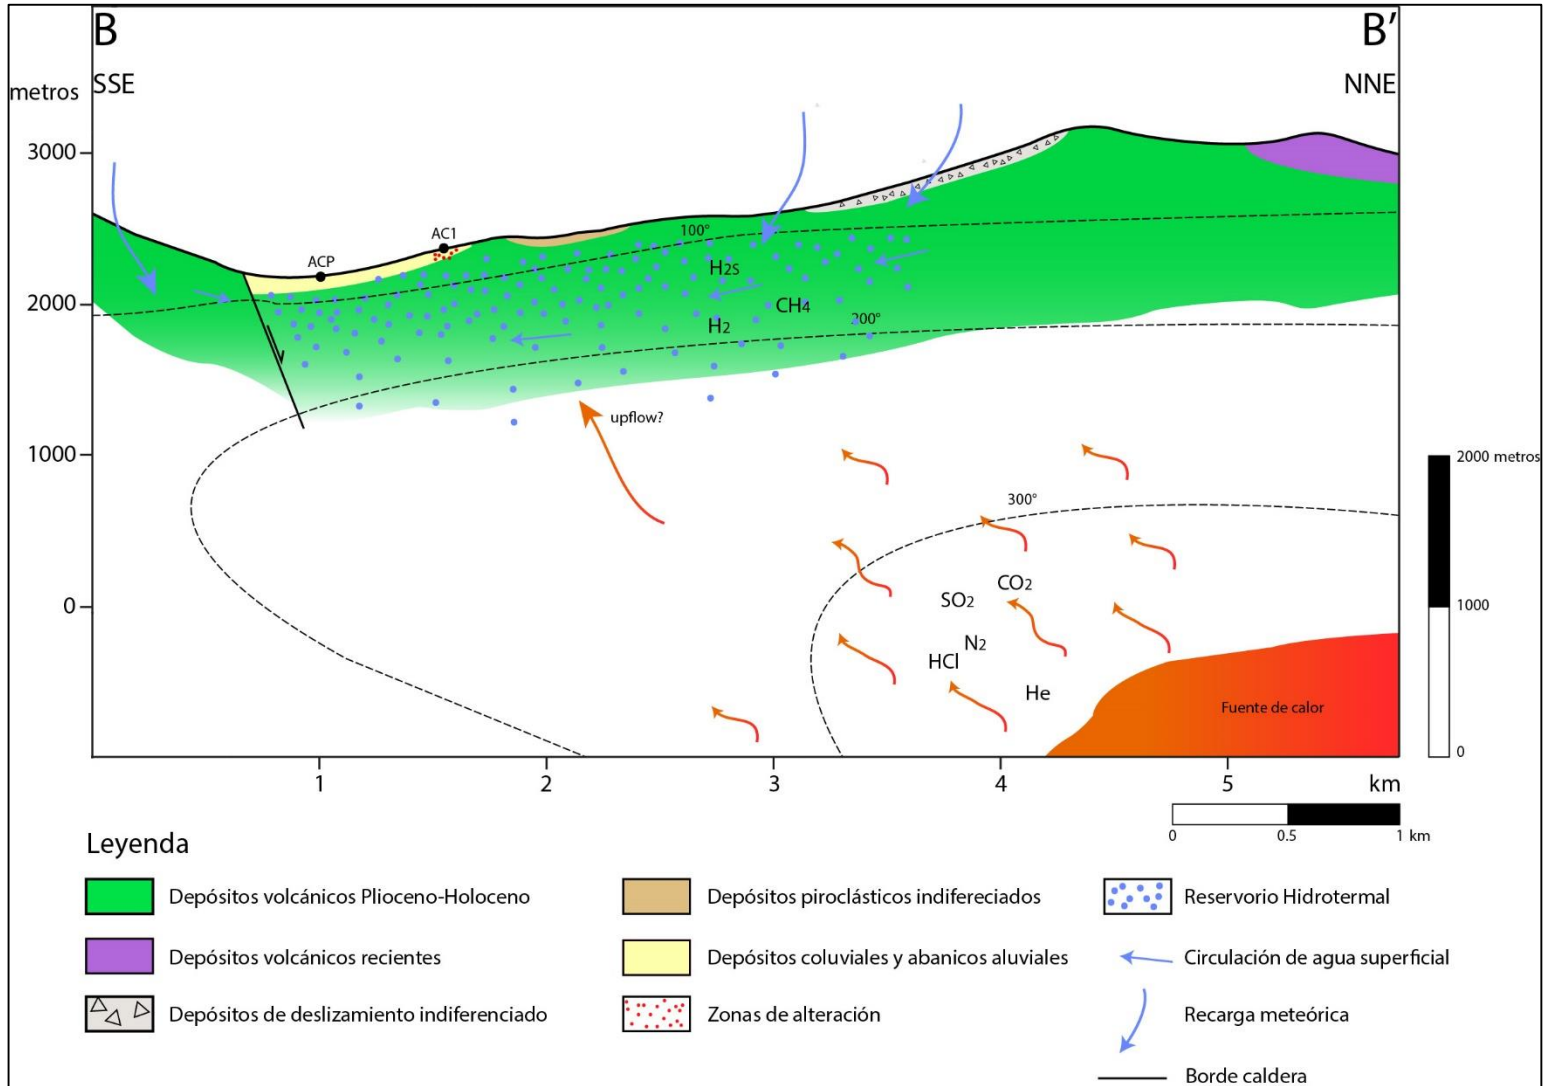 B
B'
SSE
NNE
metros
3000
2000
1000
0
ACP
AC1
100°
H2S
CH4
H2
200°
upflow?
300°
CO2
SO2
N2
HCl
He
Fuente de calor
2000 metros
1000
0
1
2
3
4
5
km
0
0.5
1 km
Leyenda
Depósitos volcánicos Plioceno-Holoceno
Depósitos piroclásticos indifereciados
Reservorio Hidrotermal
Depósitos volcánicos recientes
Depósitos coluviales y abanicos aluviales
Circulación de agua superficial
Depósitos de deslizamiento indiferenciado
Zonas de alteración
Recarga meteórica
Borde caldera